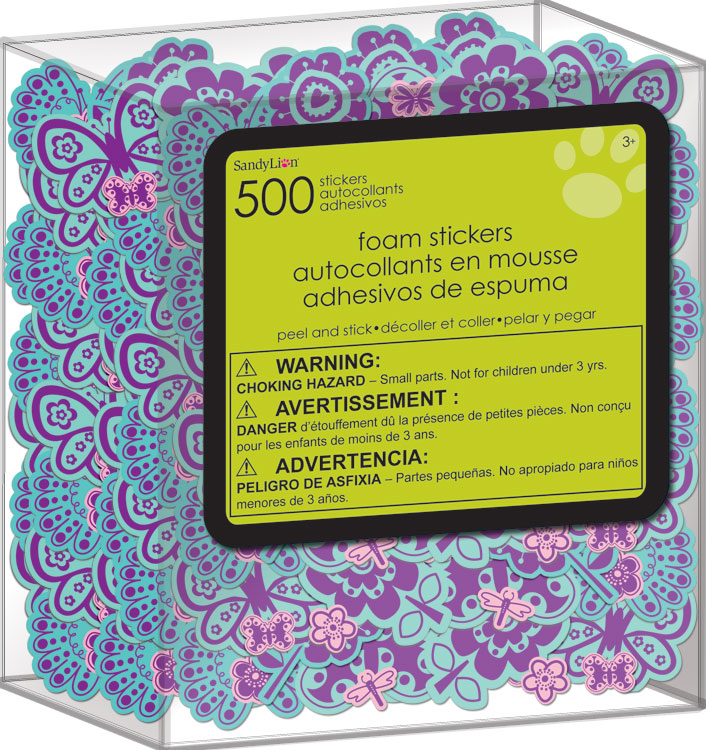 SandyLion
3+
500 stickers
autocollants
adhesivos
foam stickers
autocollants en mousse
adhesivos de espuma
peel and stick•décoller et coller•pelar y pegar
⚠ WARNING:
CHOKING HAZARD – Small parts. Not for children under 3 yrs.
⚠ AVERTISSEMENT :
DANGER d'étouffement dû la présence de petites pièces. Non conçu
pour les enfants de moins de 3 ans.
⚠ ADVERTENCIA:
PELIGRO DE ASFIXIA – Partes pequeñas. No apropiado para niños
menores de 3 años.